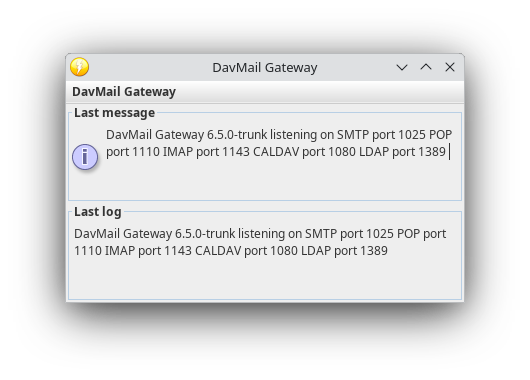 DavMail Gateway
DavMail Gateway
Last message
DavMail Gateway 6.5.0-trunk listening on SMTP port 1025 POP
port 1110 IMAP port 1143 CALDAV port 1080 LDAP port 1389
Last log
DavMail Gateway 6.5.0-trunk listening on SMTP port 1025 POP port
1110 IMAP port 1143 CALDAV port 1080 LDAP port 1389